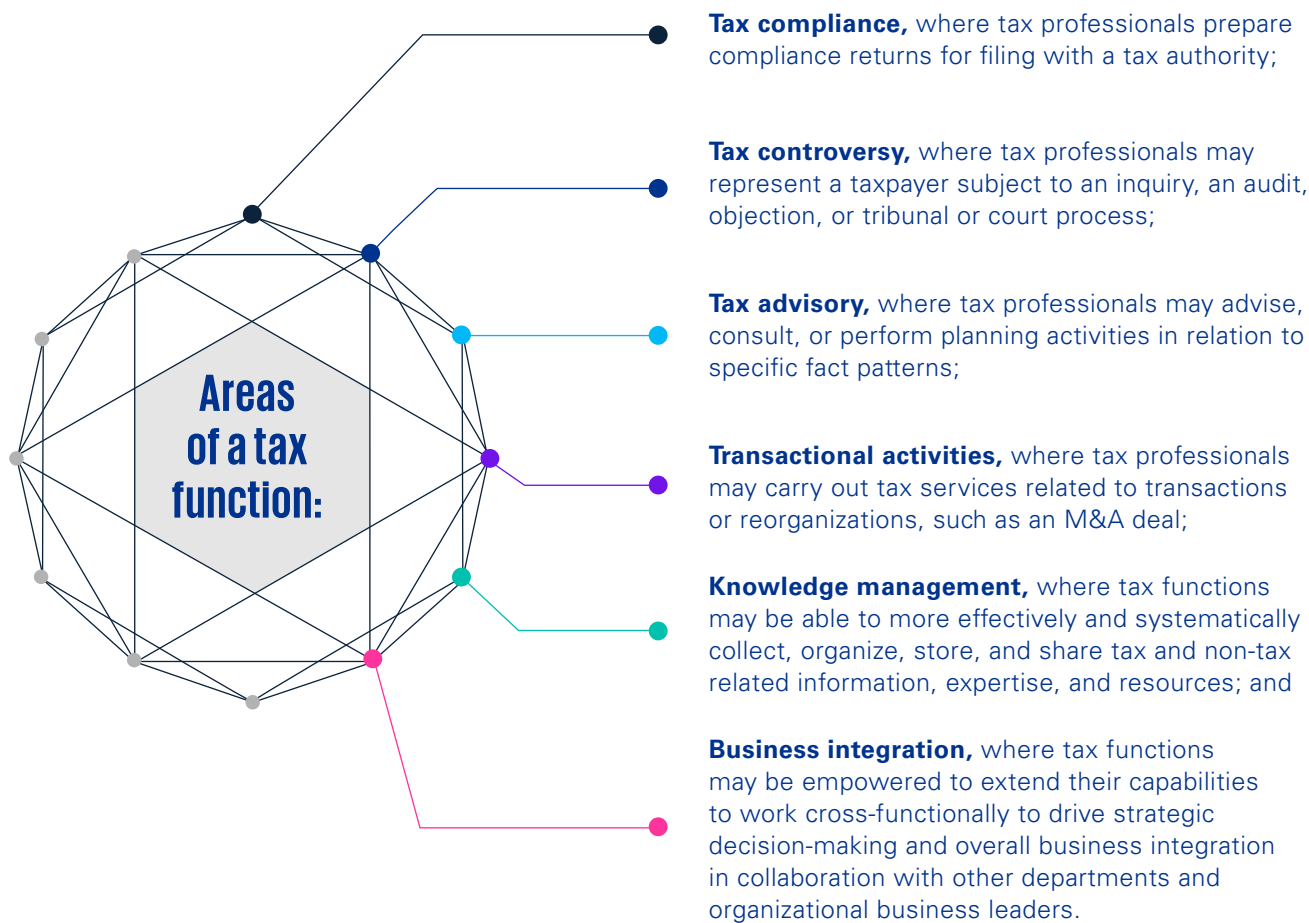 Areas
of a tax
function:
Tax compliance, where tax professionals prepare
compliance returns for filing with a tax authority;
Tax controversy, where tax professionals may
represent a taxpayer subject to an inquiry, an audit,
objection, or tribunal or court process;
Tax advisory, where tax professionals may advise,
consult, or perform planning activities in relation to
specific fact patterns;
Transactional activities, where tax professionals
may carry out tax services related to transactions
or reorganizations, such as an M&A deal;
Knowledge management, where tax functions
may be able to more effectively and systematically
collect, organize, store, and share tax and non-tax
related information, expertise, and resources; and
Business integration, where tax functions
may be empowered to extend their capabilities
to work cross-functionally to drive strategic
decision-making and overall business integration
in collaboration with other departments and
organizational business leaders.